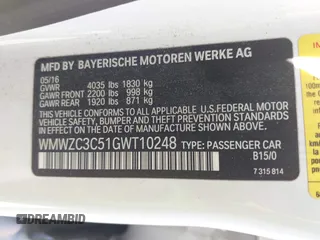 MFD BY BAYERISCHE MOTOREN WERKE AG
05/16
GVWR 4035 lbs 1830 kg
GAWR FRONT 2200 lbs 998 kg
GAWR REAR 1920 lbs 871 kg
THIS VEHICLE CONFORMS TO ALL APPLICABLE U.S. FEDERAL MOTOR
VEHICLE SAFETY, BUMPER, AND THEFT PREVENTION STANDARDS IN
EFFECT ON THE DATE OF MANUFACTURE SHOWN ABOVE.
WMWZC3C51GWT10248 TYPE: PASSENGER CAR
B15/0
7 315 814
WWW.BIDFAX.INFO